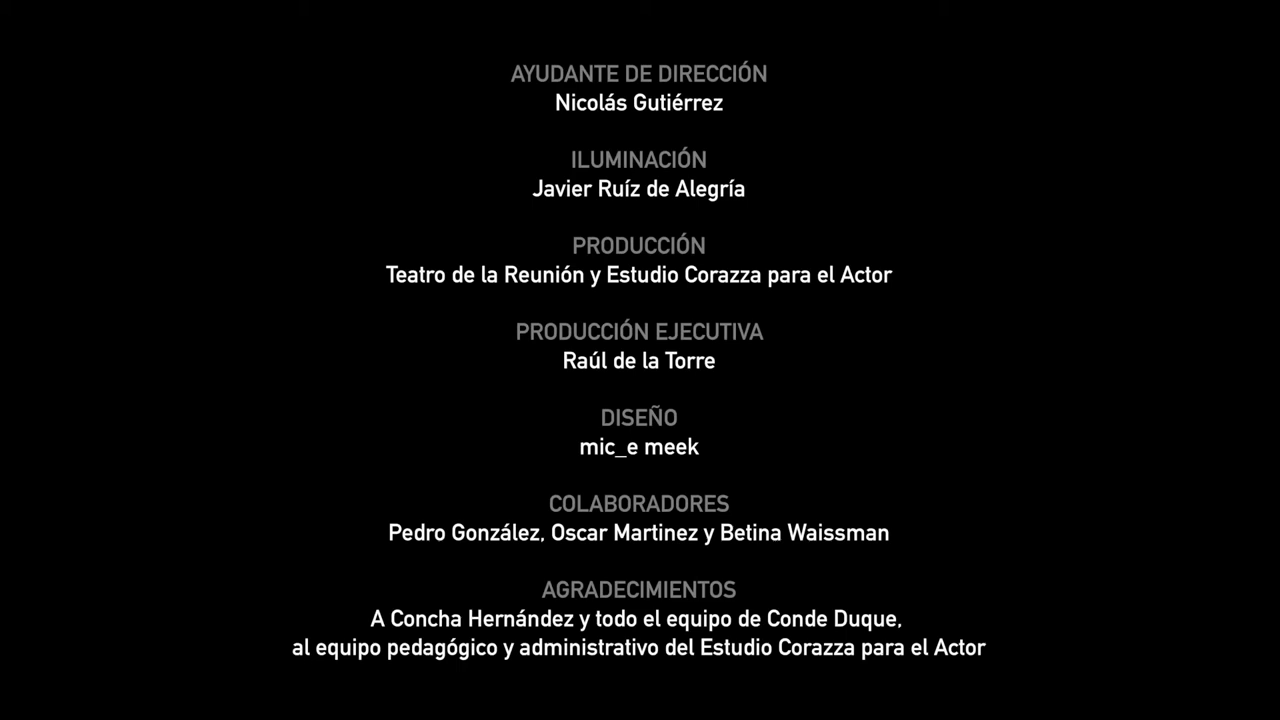 AYUDANTE DE DIRECCIÓN
Nicolás Gutiérrez
ILUMINACIÓN
Javier Ruíz de Alegría
PRODUCCIÓN
Teatro de la Reunión y Estudio Corazza para el Actor
PRODUCCIÓN EJECUTIVA
Raúl de la Torre
DISEÑO
mic_e meek
COLABORADORES
Pedro González, Oscar Martinez y Betina Waissman
AGRADECIMIENTOS
A Concha Hernández y todo el equipo de Conde Duque,
al equipo pedagógico y administrativo del Estudio Corazza para el Actor